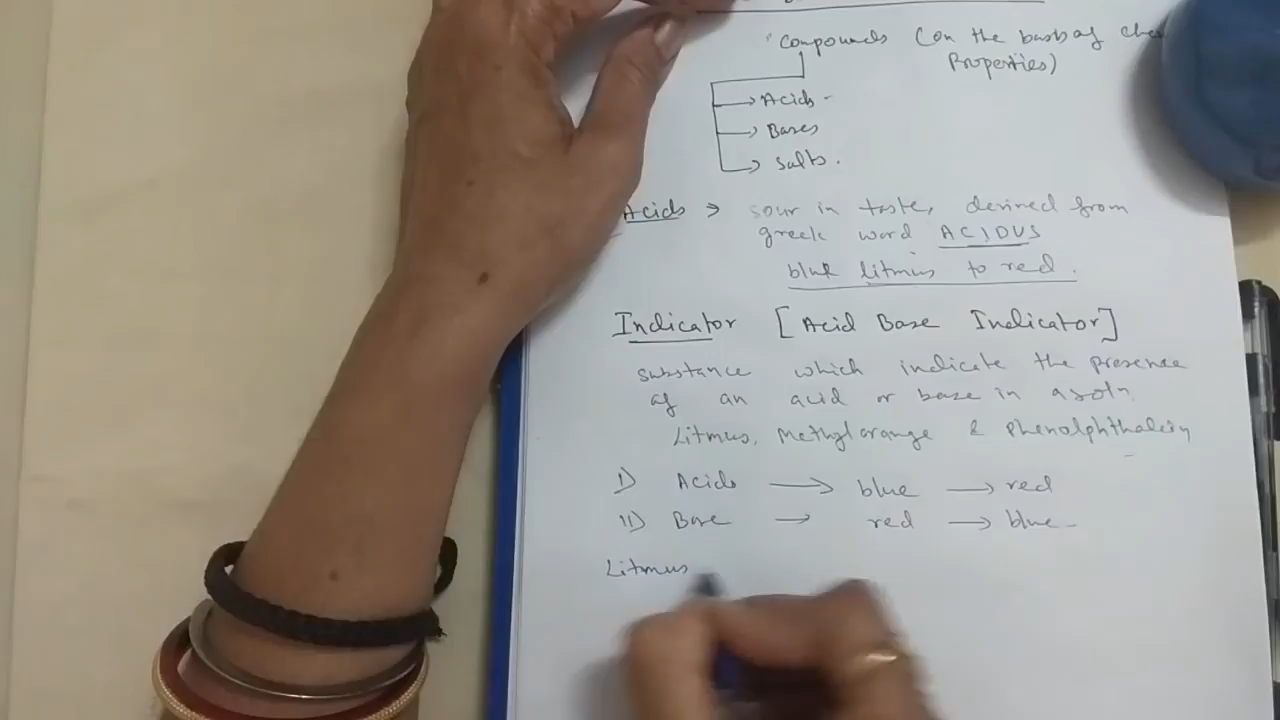 Compounds (on the basis of che
Properties)
Acids -
Bases
Salts.
Acids → sour in taste, derived from
greek word ACIDUS
blue litmus to red.
Indicator [Acid Base Indicator]
substance which indicate the presence
of an acid or base in a soln.
Litmus, Methyl orange & Phenolphthalein
I) Acids → blue → red
II) Base → red → blue -
Litmus